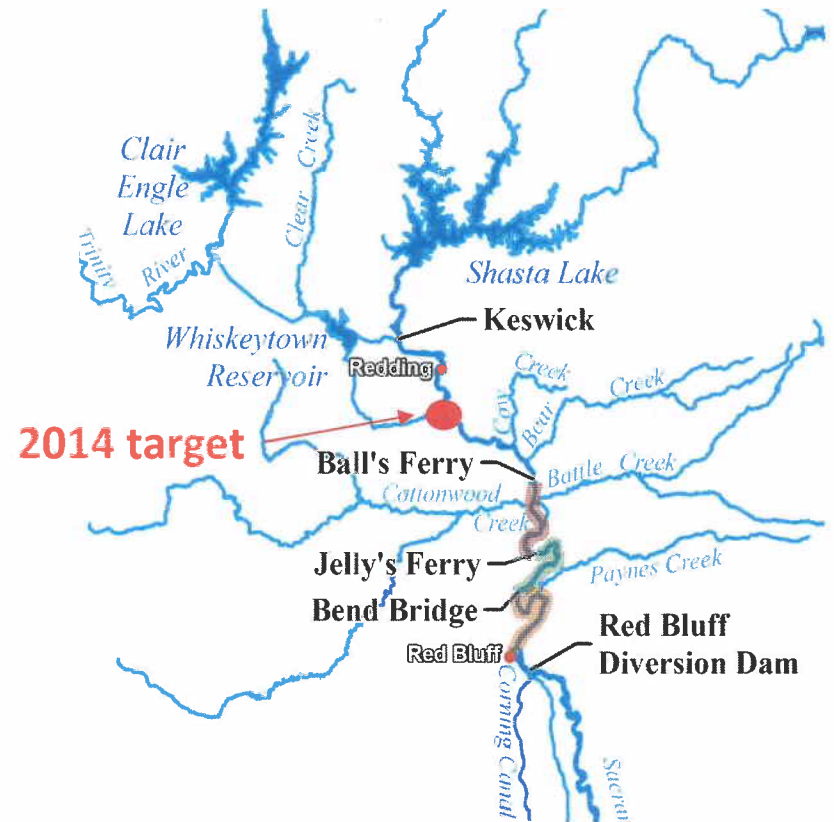 Clair
Engle
Lake
Clear Creek
Trinity
River
Shasta Lake
Keswick
Whiskeytown
Reservoir
Redding
Creek
Creek
Cow
Bear
2014 target
Ball's Ferry
Battle Creek
Cottonwood
Creek
Jelly's Ferry
Paynes Creek
Bend Bridge
Red Bluff
Diversion Dam
Red Bluff
Corning Canal
Sacra